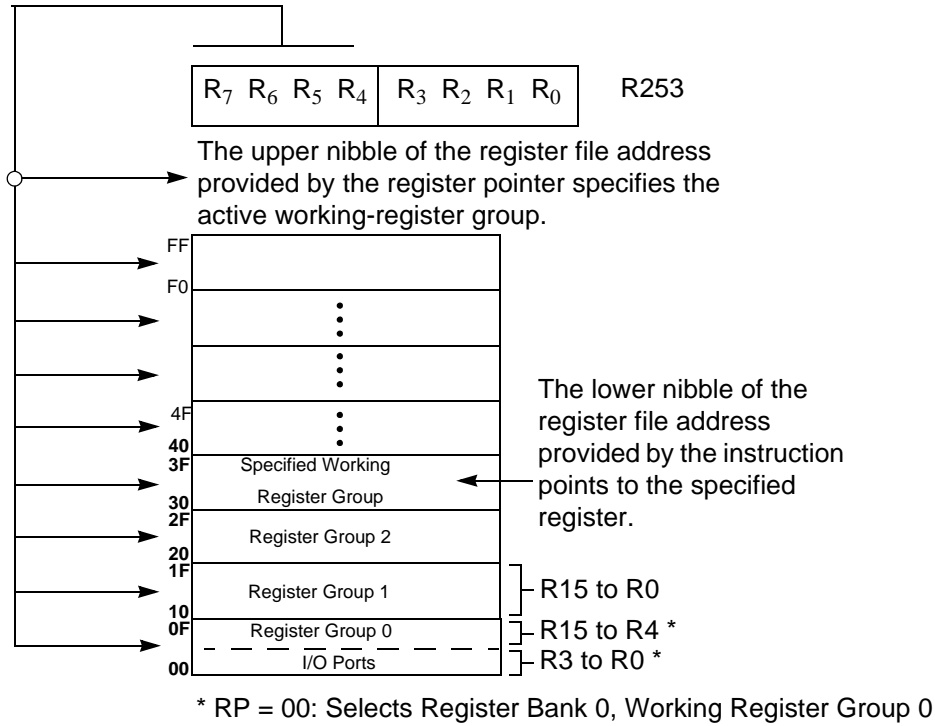 R₇ R₆ R₅ R₄ R₃ R₂ R₁ R₀ R253
The upper nibble of the register file address
provided by the register pointer specifies the
active working-register group.
FF
F0
4F
40
3F
Specified Working
Register Group
30
2F
Register Group 2
20
1F
Register Group 1
10
0F
Register Group 0
I/O Ports
00
The lower nibble of the
register file address
provided by the instruction
points to the specified
register.
R15 to R0
R15 to R4 *
R3 to R0 *
* RP = 00: Selects Register Bank 0, Working Register Group 0